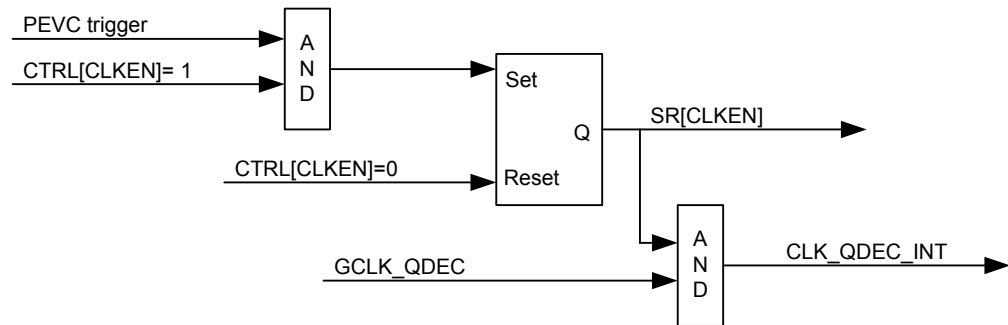 PEVC trigger
CTRL[CLKEN]= 1
A
N
D
Set
Q
SR[CLKEN]
CTRL[CLKEN]=0
Reset
A
N
D
GCLK_QDEC
CLK_QDEC_INT